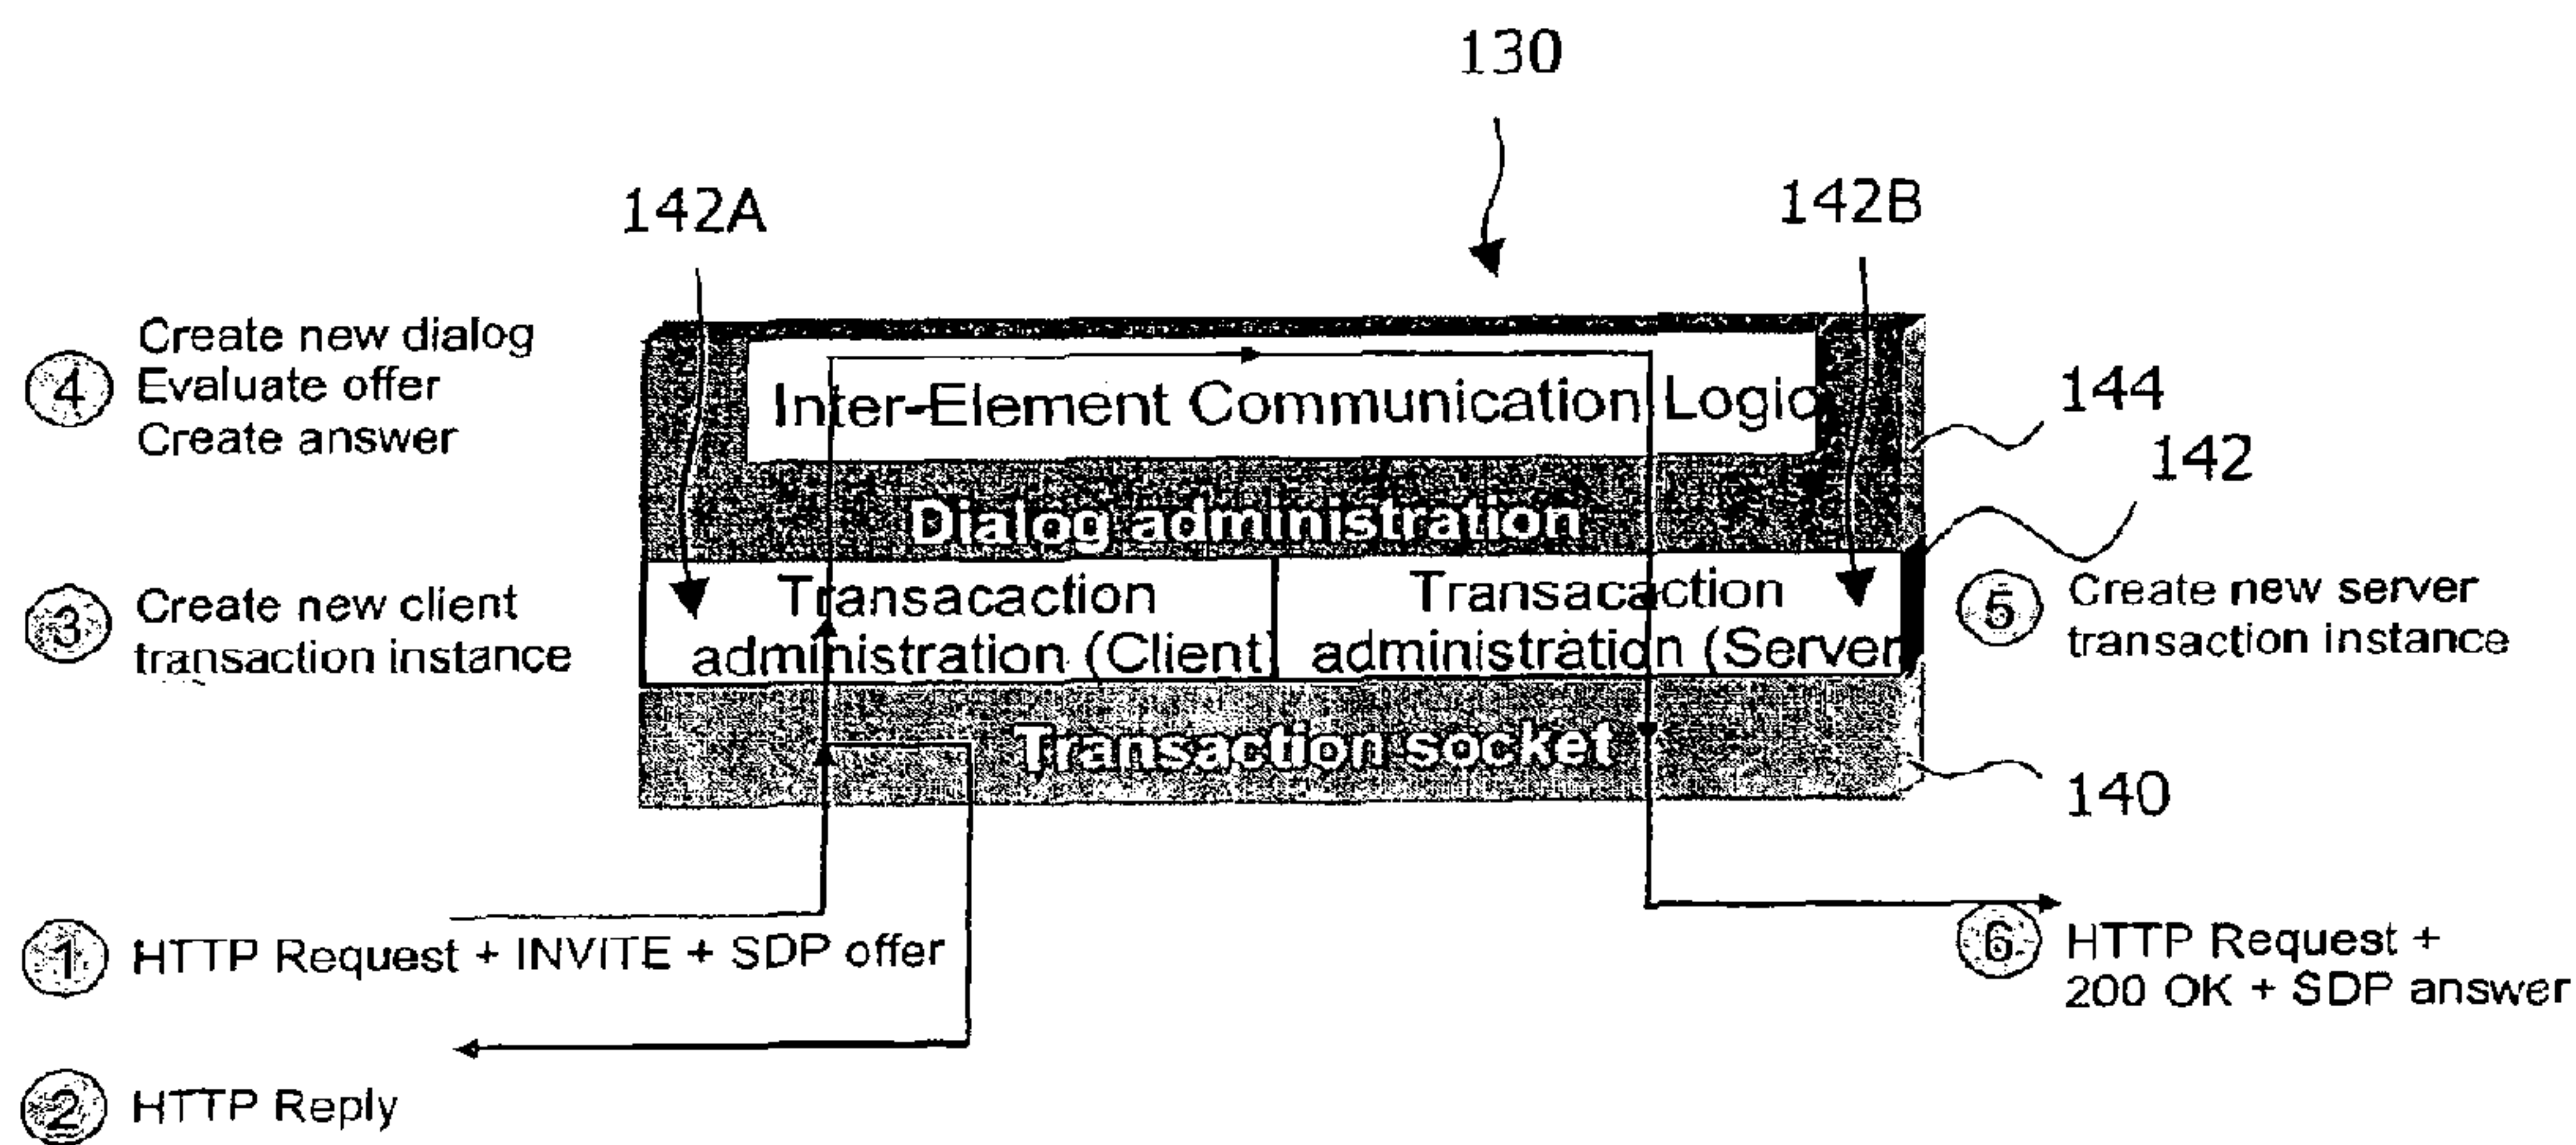 130
142A
142B
4
Create new dialog
Evaluate offer
Create answer
Inter-Element Communication Logic
144
142
Dialog administration
3
Create new client
transaction instance
Transacaction
administration (Client)
Transacaction
administration (Server
5
Create new server
transaction instance
Transaction socket
140
1
HTTP Request + INVITE + SDP offer
6
HTTP Request +
200 OK + SDP answer
2
HTTP Reply